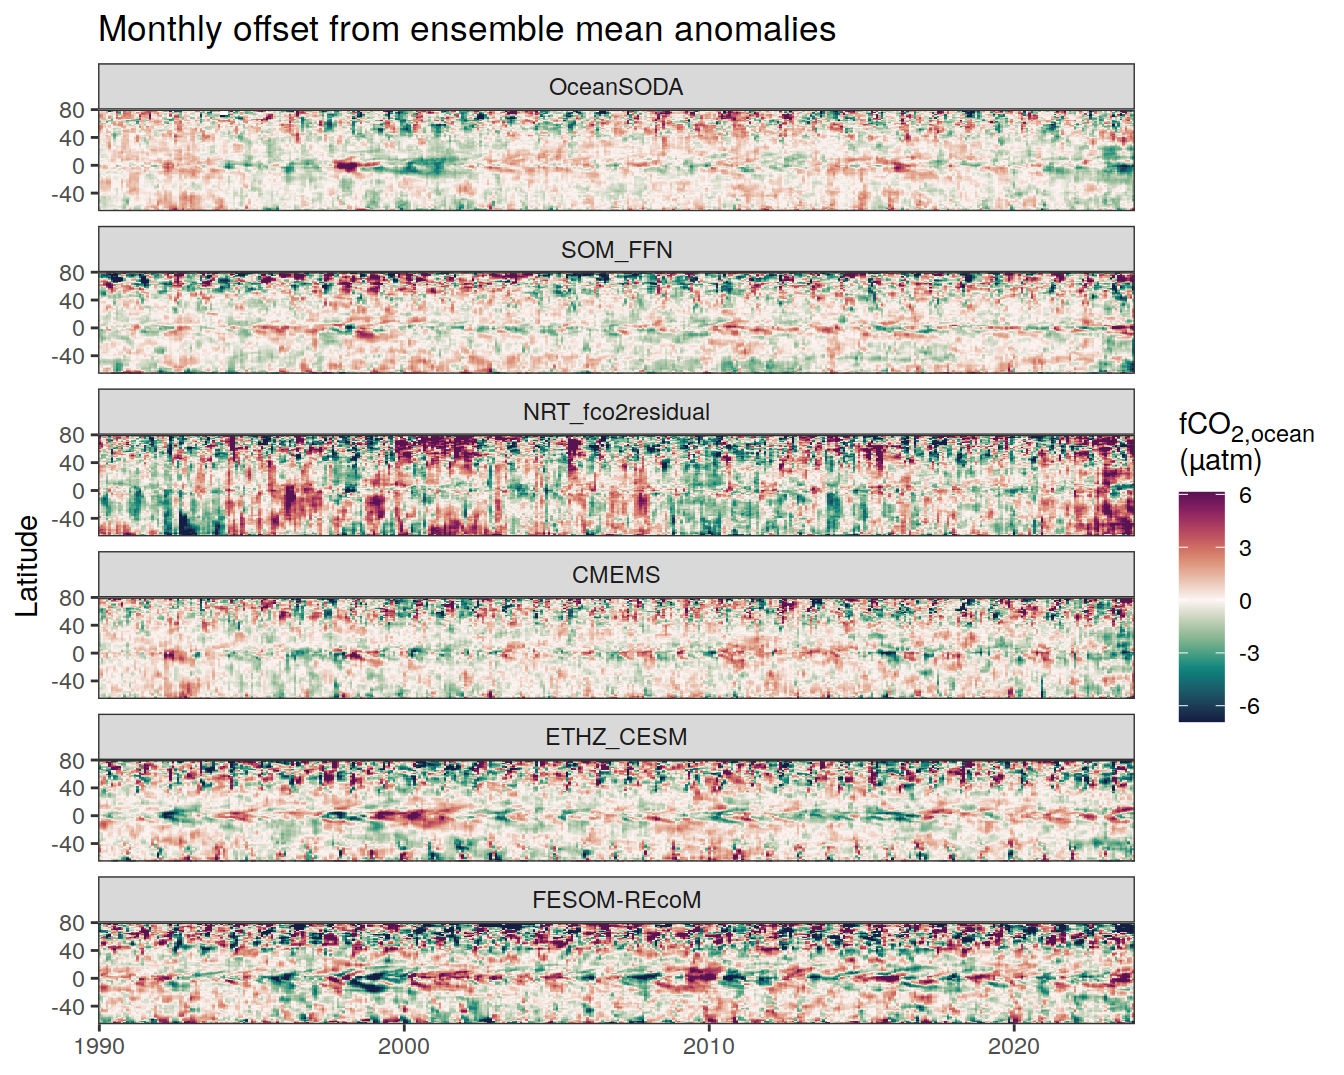 Monthly offset from ensemble mean anomalies
OceanSODA
80
40
0
-40
SOM_FFN
80
40
0
-40
NRT_fco2residual
80
40
0
-40
CMEMS
80
40
0
-40
ETHZ_CESM
80
40
0
-40
FESOM-REcoM
80
40
0
-40
1990 2000 2010 2020
Latitude
fCO2,ocean
(µatm)
6
3
0
-3
-6